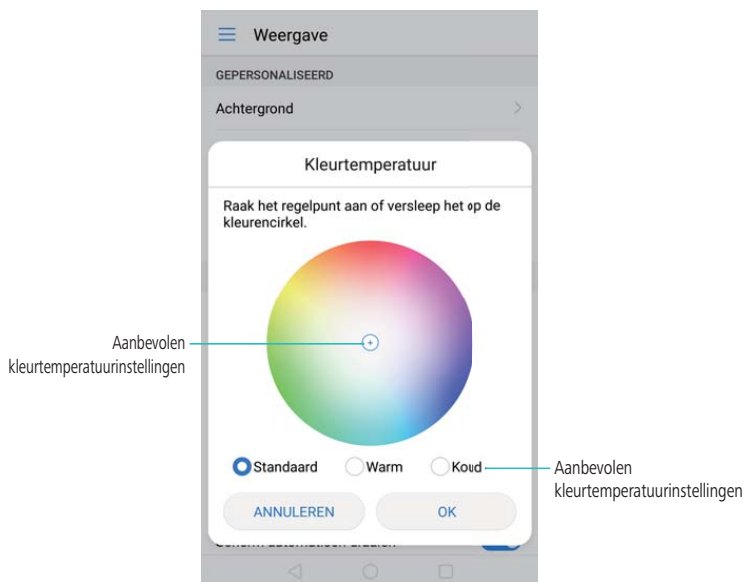 Weergave
GEPERSONALISEERD
Achtergrond
Kleurtemperatuur
Raak het regelpunt aan of versleep het op de
kleurencirkel.
Aanbevolen
kleurtemperatuurinstellingen
Standaard
Warm
Koud
Aanbevolen
kleurtemperatuurinstellingen
ANNULEREN
OK